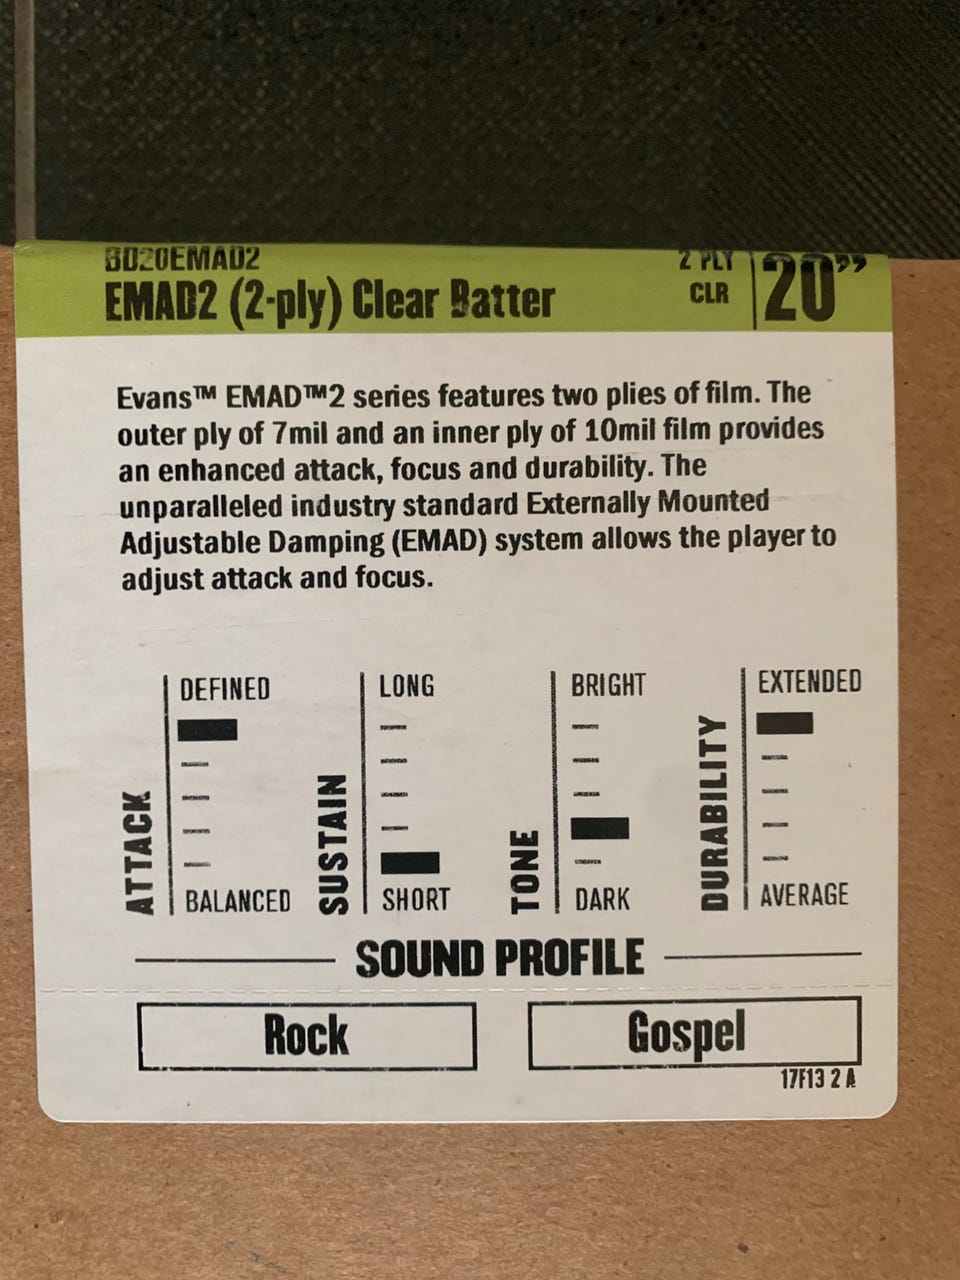 BD20EMAD2
EMAD2 (2-ply) Clear Batter
2 PLY
CLR
20”
Evans™ EMAD™2 series features two plies of film. The
outer ply of 7mil and an inner ply of 10mil film provides
an enhanced attack, focus and durability. The
unparalleled industry standard Externally Mounted
Adjustable Damping (EMAD) system allows the player to
adjust attack and focus.
ATTACK
DEFINED
BALANCED
SUSTAIN
LONG
SHORT
TONE
BRIGHT
DARK
DURABILITY
EXTENDED
AVERAGE
SOUND PROFILE
Rock
Gospel
17F13 2 A